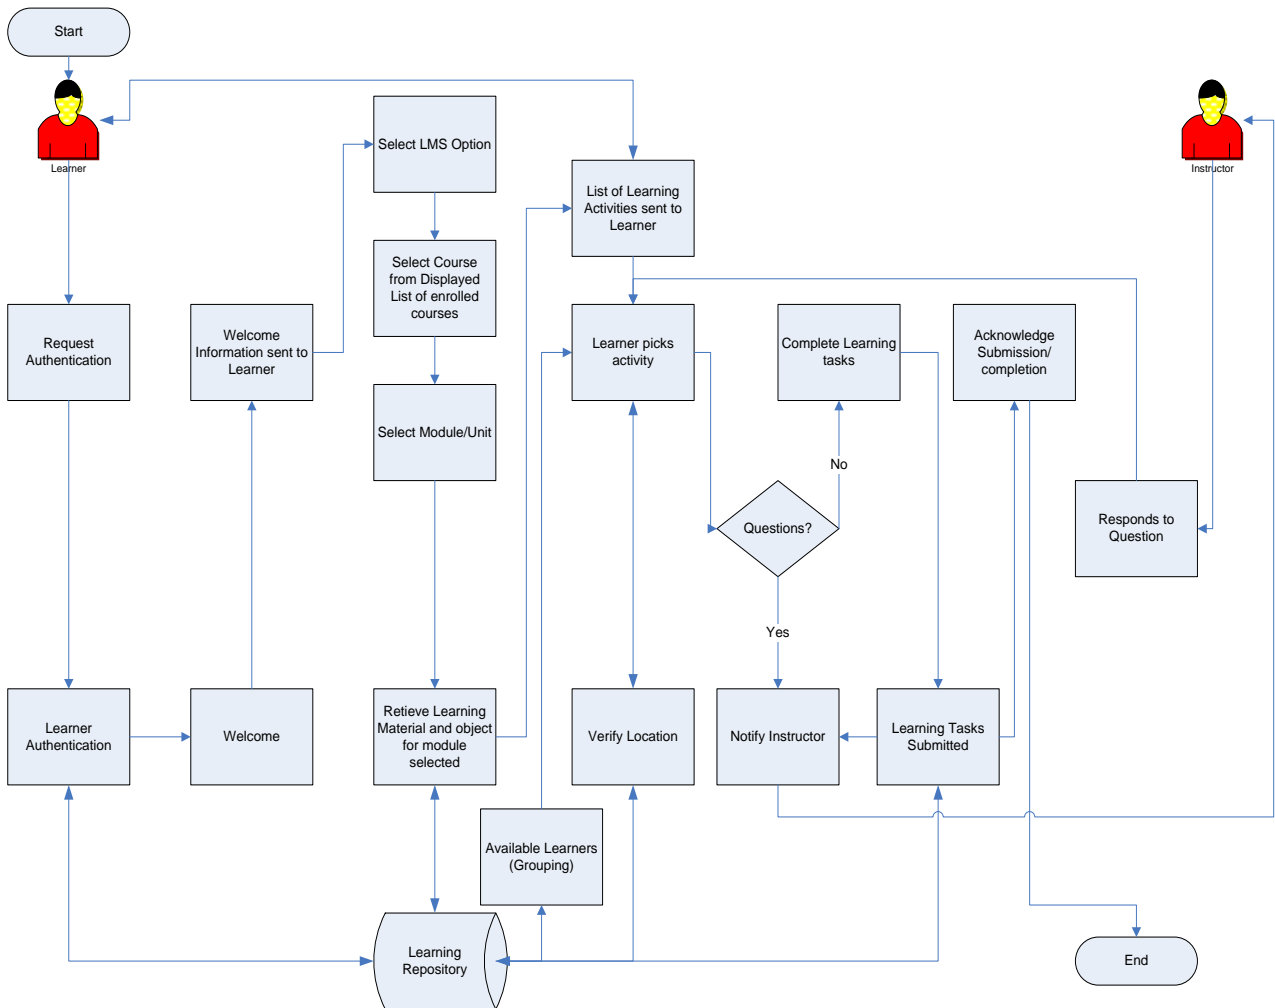 Start
Learner
Instructor
Select LMS Option
List of Learning
Activities sent to
Learner
Select Course
from Displayed
List of enrolled
courses
Request
Authentication
Welcome
Information sent to
Learner
Learner picks
activity
Complete Learning
tasks
Acknowledge
Submission/
completion
Select Module/Unit
No
Questions?
Responds to
Question
Yes
Learner
Authentication
Welcome
Retieve Learning
Material and object
for module
selected
Verify Location
Notify Instructor
Learning Tasks
Submitted
Available Learners
(Grouping)
Learning
Repository
End